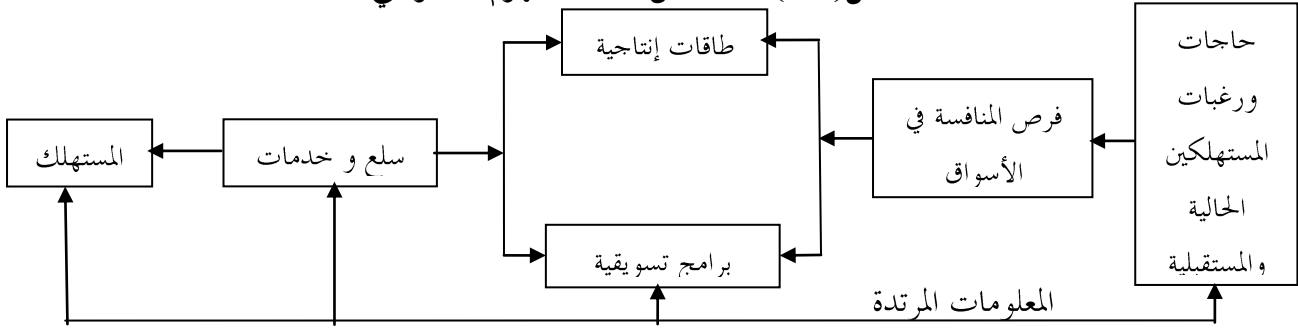 حاجات
ورغبات
المستهلكين
الحالية
والمستقبلية
فرص المنافسة في
الأسواق
طاقات إنتاجية
برامج تسويقية
سلع و خدمات
المستهلك
المعلومات المرتدة